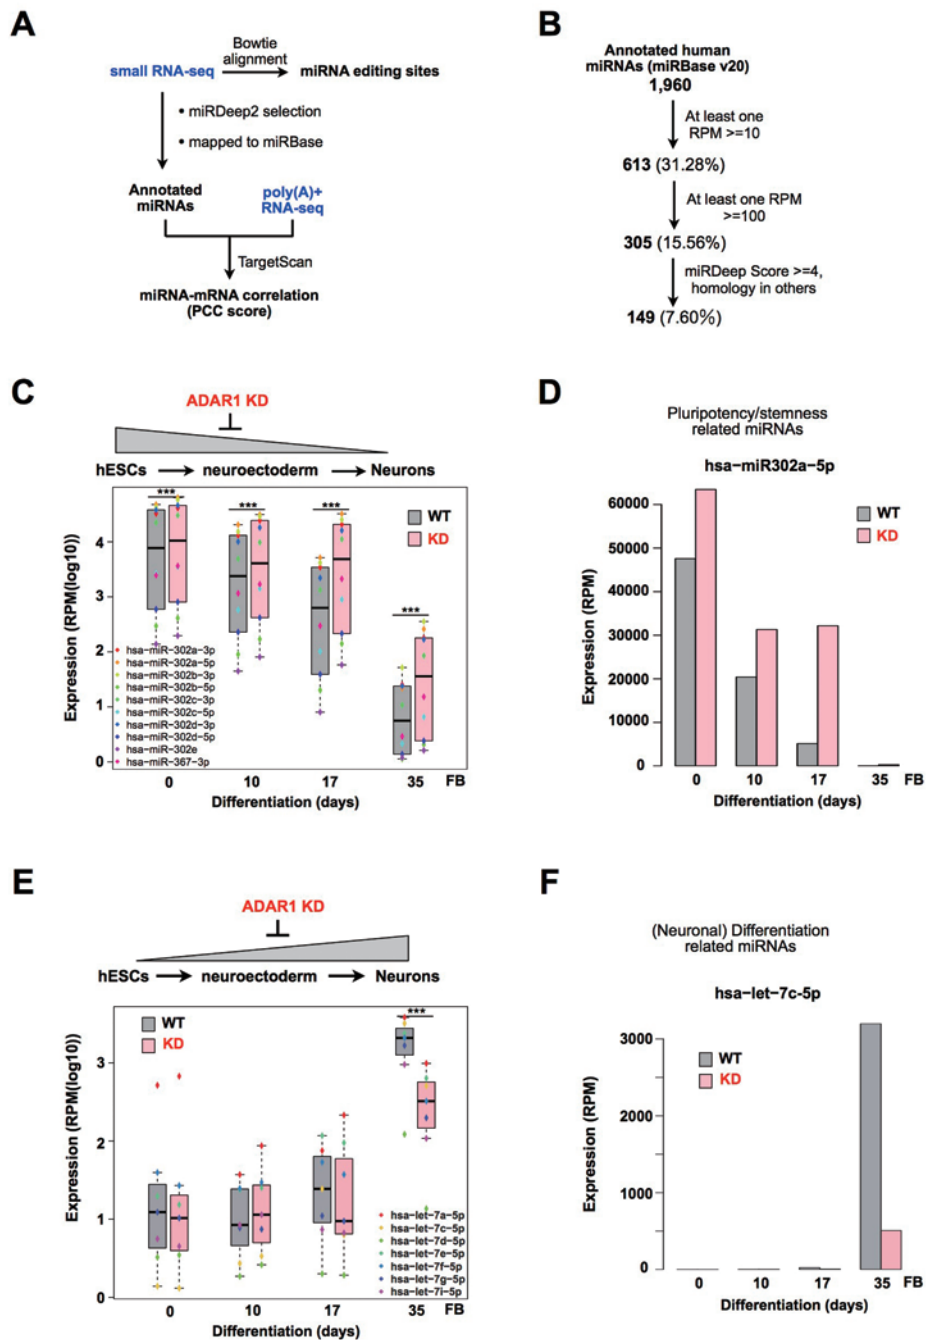 A
small RNA-seq
Bowtie
alignment
miRNA editing sites
• miRDeep2 selection
• mapped to miRBase
Annotated
miRNAs
poly(A)+
RNA-seq
TargetScan
miRNA-mRNA correlation
(PCC score)
B
Annotated human
miRNAs (miRBase v20)
1,960
At least one
RPM >=10
613 (31.28%)
At least one RPM
>=100
305 (15.56%)
miRDeep Score >=4,
homology in others
149 (7.60%)
C
ADAR1 KD
hESCs neuroectoderm Neurons
Expression (RPM(log10))
4
3
2
1
0
*** *** *** ***
WT
KD
hsa-miR-302a-3p
hsa-miR-302a-5p
hsa-miR-302b-3p
hsa-miR-302b-5p
hsa-miR-302c-3p
hsa-miR-302c-5p
hsa-miR-302d-3p
hsa-miR-302d-5p
hsa-miR-302e
hsa-miR-367-3p
0 10 17 35 FB
Differentiation (days)
D
Pluripotency/stemness
related miRNAs
hsa-miR302a-5p
Expression (RPM)
60000
50000
40000
30000
20000
10000
0
WT
KD
0 10 17 35 FB
Differentiation (days)
E
ADAR1 KD
hESCs neuroectoderm Neurons
Expression (RPM(log10))
3
2
1
0
***
WT
KD
hsa-let-7a-5p
hsa-let-7c-5p
hsa-let-7d-5p
hsa-let-7e-5p
hsa-let-7f-5p
hsa-let-7g-5p
hsa-let-7i-5p
0 10 17 35 FB
Differentiation (days)
F
(Neuronal) Differentiation
related miRNAs
hsa-let-7c-5p
Expression (RPM)
3000
3000
1000
0
WT
KD
0 10 17 35 FB
Differentiation (days)